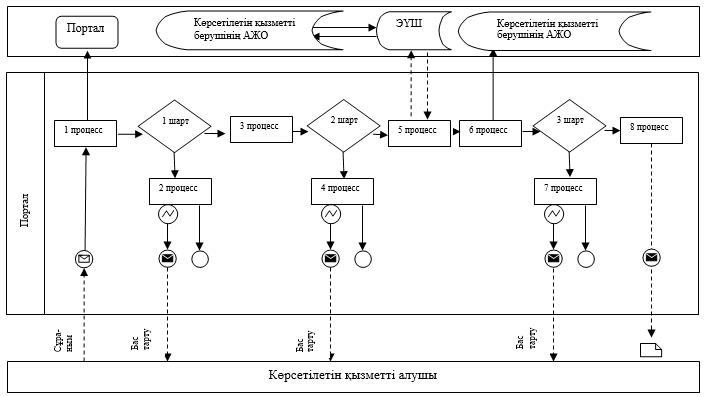 Портал
Көрсетілетін қызметті
берушінің АЖО
ЭҮШ
Көрсетілетін қызметті
берушінің АЖО
Портал
1 процесс
1 шарт
3 процесс
2 шарт
5 процесс
6 процесс
3 шарт
8 процесс
2 процесс
4 процесс
7 процесс
Сұра-
ным
Бас
тарту
Бас
тарту
Бас
тарту
Көрсетілетін қызметті алушы